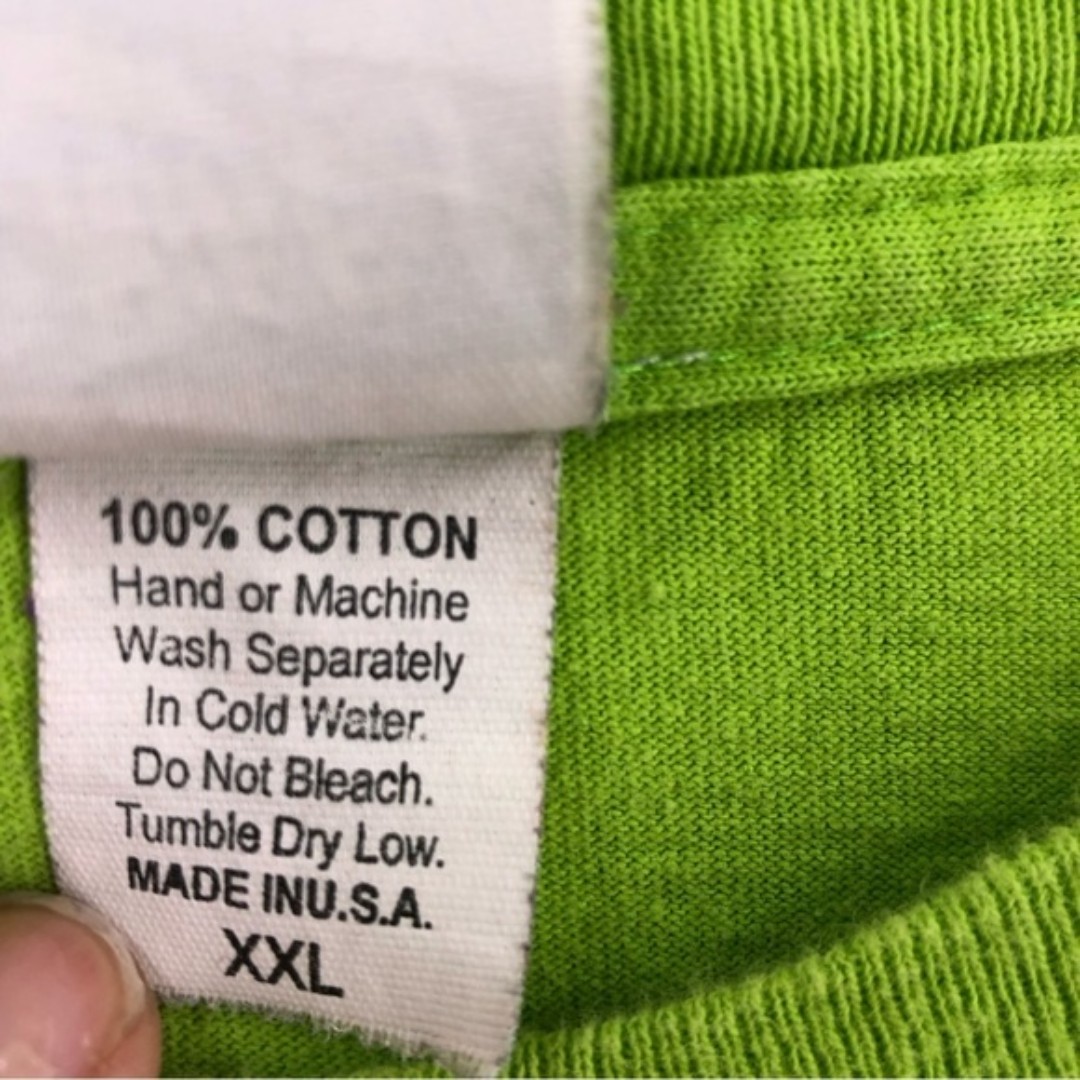 100% COTTON
Hand or Machine
Wash Separately
In Cold Water.
Do Not Bleach.
Tumble Dry Low.
MADE INU.S.A.
XXL